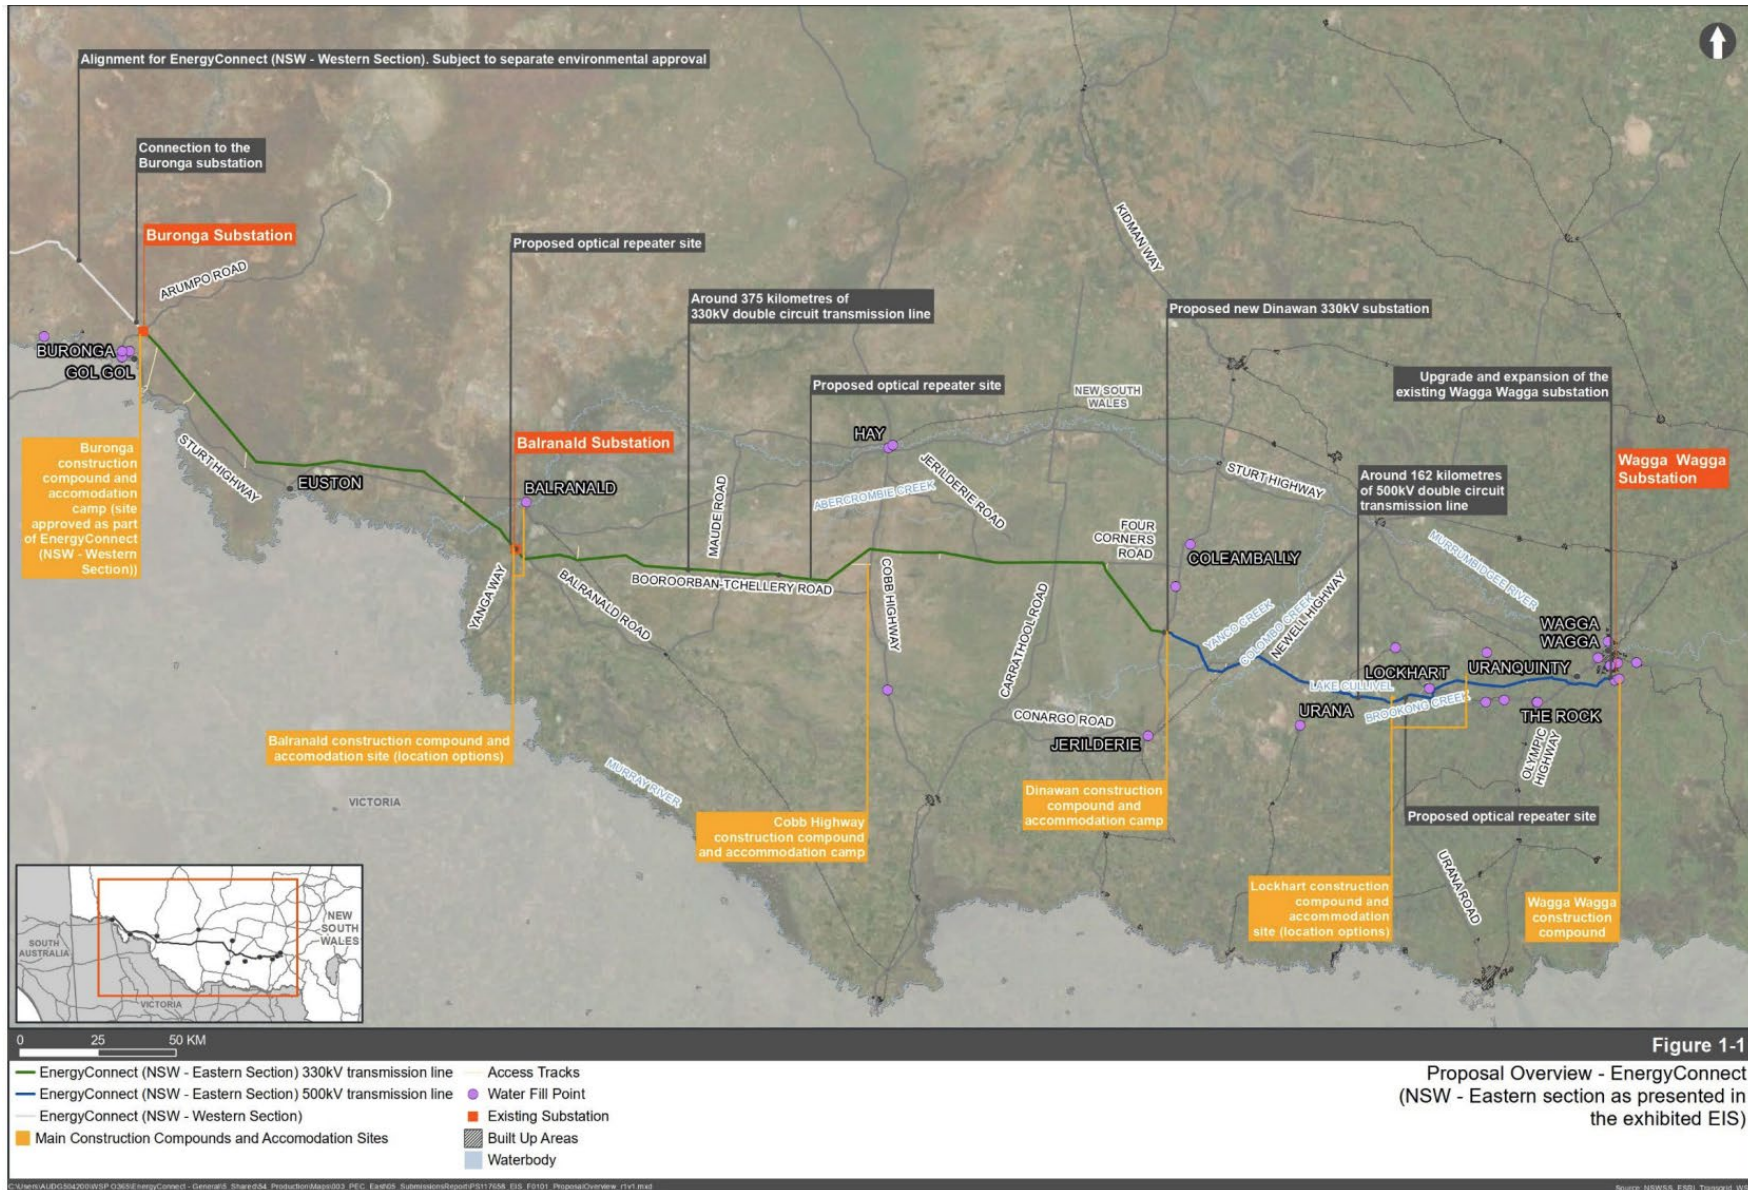 Alignment for EnergyConnect (NSW - Western Section). Subject to separate environmental approval
Connection to the
Buronga substation
Buronga Substation
ARUMPO ROAD
Proposed optical repeater site
Around 375 kilometres of
330kV double circuit transmission line
KIDMAN WAY
Proposed new Dinawan 330kV substation
BURONGA
GOL GOL
Proposed optical repeater site
NEW SOUTH
WALES
Upgrade and expansion of the
existing Wagga Wagga substation
Buronga
construction
compound and
accomodation
camp (site
approved as part
of EnergyConnect
(NSW - Western
Section))
STURT HIGHWAY
EUSTON
Balranald Substation
BALRANALD
HAY
MAUDE ROAD
ABERCROMBIE CREEK
JERILDERIE ROAD
STURT HIGHWAY
Around 162 kilometres
of 500kV double circuit
transmission line
Wagga Wagga
Substation
FOUR
CORNERS
ROAD
COLEAMBALLY
MURRUMBIDGEE RIVER
YANGA WAY
BALRANALD ROAD
BOOROORBAN-TCHELLERY ROAD
COBB HIGHWAY
CARRATHOOL ROAD
YANCO CREEK
COLOMBO CREEK
NEWELL HIGHWAY
WAGGA
WAGGA
LOCKHART
URANQUINTY
LAKE CULLIVEL
BROOKONG CREEK
URANA
THE ROCK
CONARGO ROAD
JERILDERIE
OLYMPIC
HIGHWAY
Balranald construction compound and
accomodation site (location options)
MURRAY RIVER
VICTORIA
Dinawan construction
compound and
accommodation camp
Cobb Highway
construction compound
and accommodation camp
Proposed optical repeater site
URANA ROAD
Lockhart construction
compound and
accommodation
site (location options)
Wagga Wagga
construction
compound
SOUTH
AUSTRALIA
NEW
SOUTH
WALES
VICTORIA
0 25 50 KM
Figure 1-1
EnergyConnect (NSW - Eastern Section) 330kV transmission line
EnergyConnect (NSW - Eastern Section) 500kV transmission line
EnergyConnect (NSW - Western Section)
Main Construction Compounds and Accomodation Sites
Access Tracks
Water Fill Point
Existing Substation
Built Up Areas
Waterbody
Proposal Overview - EnergyConnect
(NSW - Eastern section as presented in
the exhibited EIS)